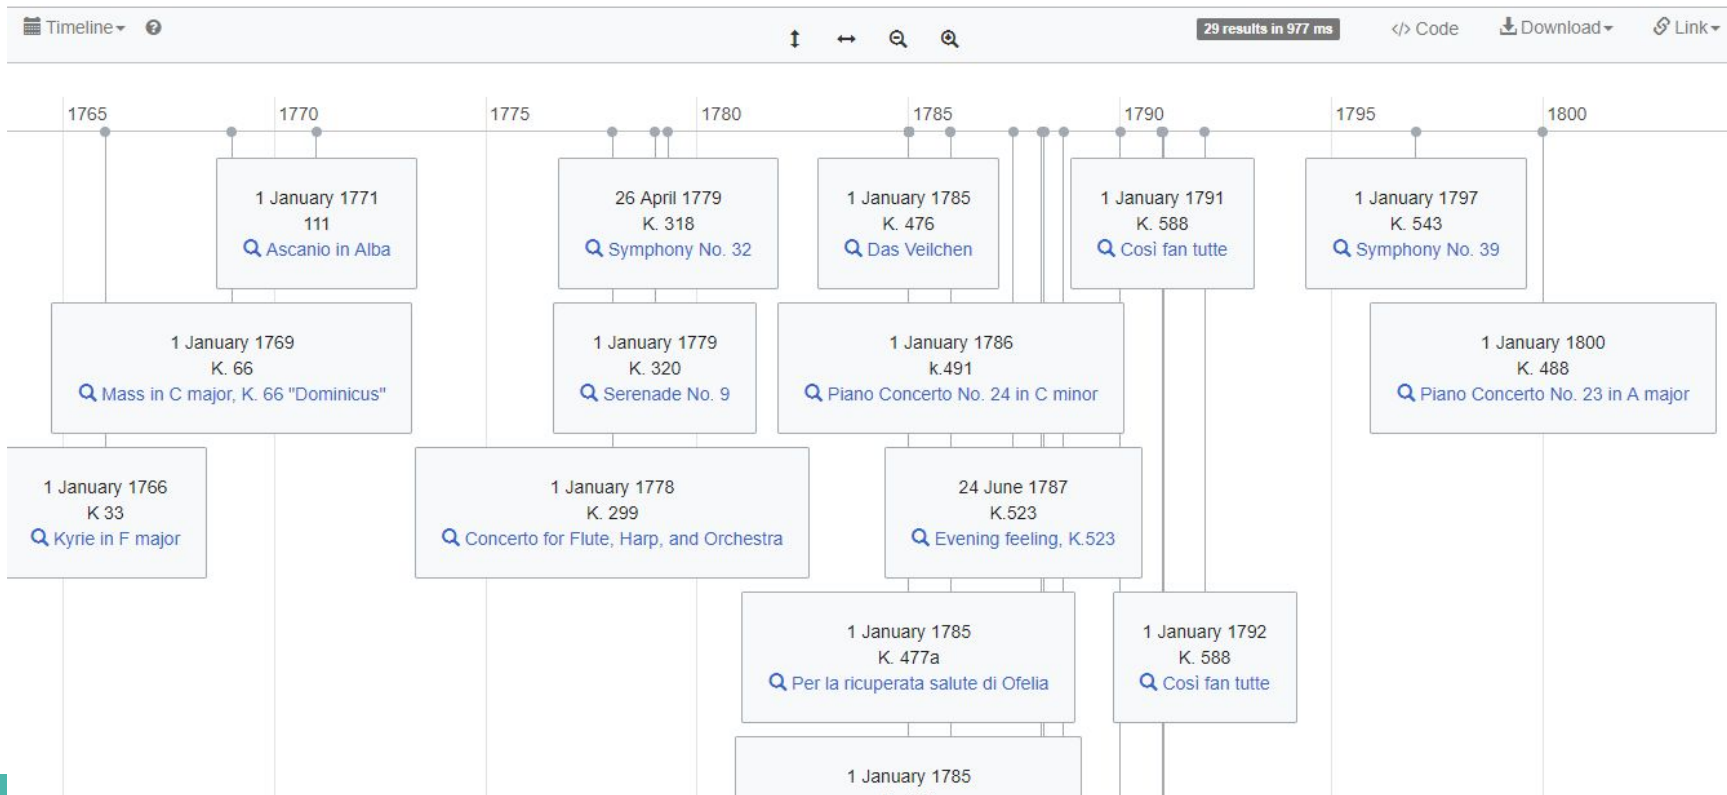 Timeline
29 results in 977 ms
</> Code
Download
Link
1765
1770
1775
1780
1785
1790
1795
1800
1 January 1771
111
Ascanio in Alba
26 April 1779
K. 318
Symphony No. 32
1 January 1785
K. 476
Das Veilchen
1 January 1791
K. 588
Così fan tutte
1 January 1797
K. 543
Symphony No. 39
1 January 1769
K. 66
Mass in C major, K. 66 "Dominicus"
1 January 1779
K. 320
Serenade No. 9
1 January 1786
k.491
Piano Concerto No. 24 in C minor
1 January 1800
K. 488
Piano Concerto No. 23 in A major
1 January 1766
K 33
Kyrie in F major
1 January 1778
K. 299
Concerto for Flute, Harp, and Orchestra
24 June 1787
K.523
Evening feeling, K.523
1 January 1785
K. 477a
Per la ricuperata salute di Ofelia
1 January 1792
K. 588
Così fan tutte
1 January 1785